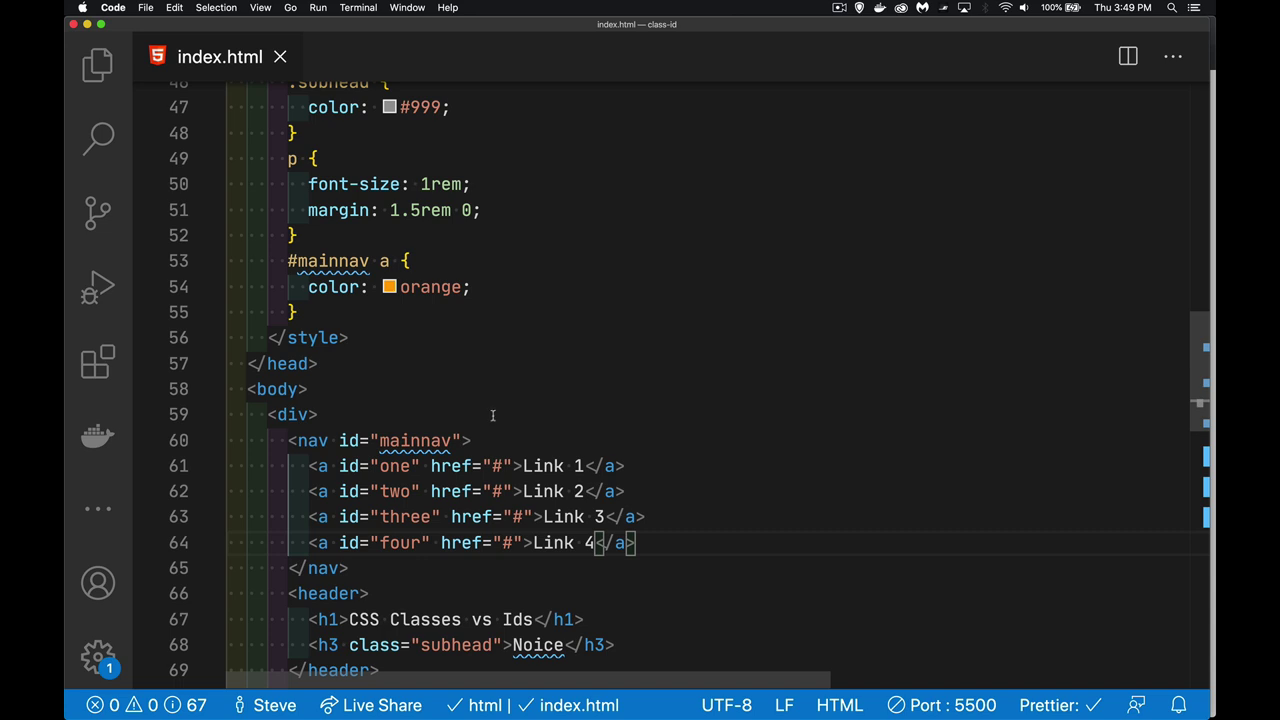 Code File Edit Selection View Go Run Terminal Window Help 100% Thu 3:49 PM
index.html — class-id
index.html
46 .subhead {
47 color: #999;
48 }
49 p {
50 font-size: 1rem;
51 margin: 1.5rem 0;
52 }
53 #mainnav a {
54 color: orange;
55 }
56 </style>
57 </head>
58 <body>
59 <div>
60 <nav id="mainnav">
61 <a id="one" href="#">Link 1</a>
62 <a id="two" href="#">Link 2</a>
63 <a id="three" href="#">Link 3</a>
64 <a id="four" href="#">Link 4</a>
65 </nav>
66 <header>
67 <h1>CSS Classes vs Ids</h1>
68 <h3 class="subhead">Noice</h3>
69 </header>
1
0 0 67 Steve Live Share html index.html UTF-8 LF HTML Port : 5500 Prettier: